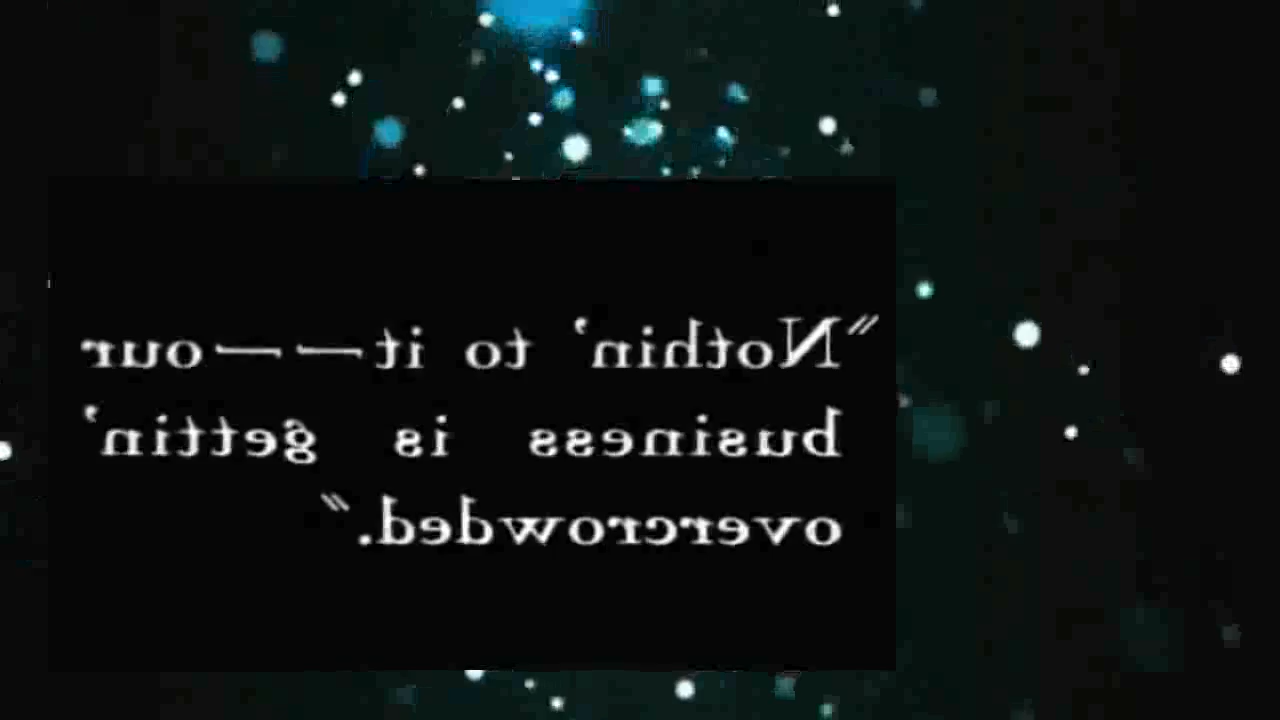 "Nothin' to it——our
business is gettin'
overcrowded."